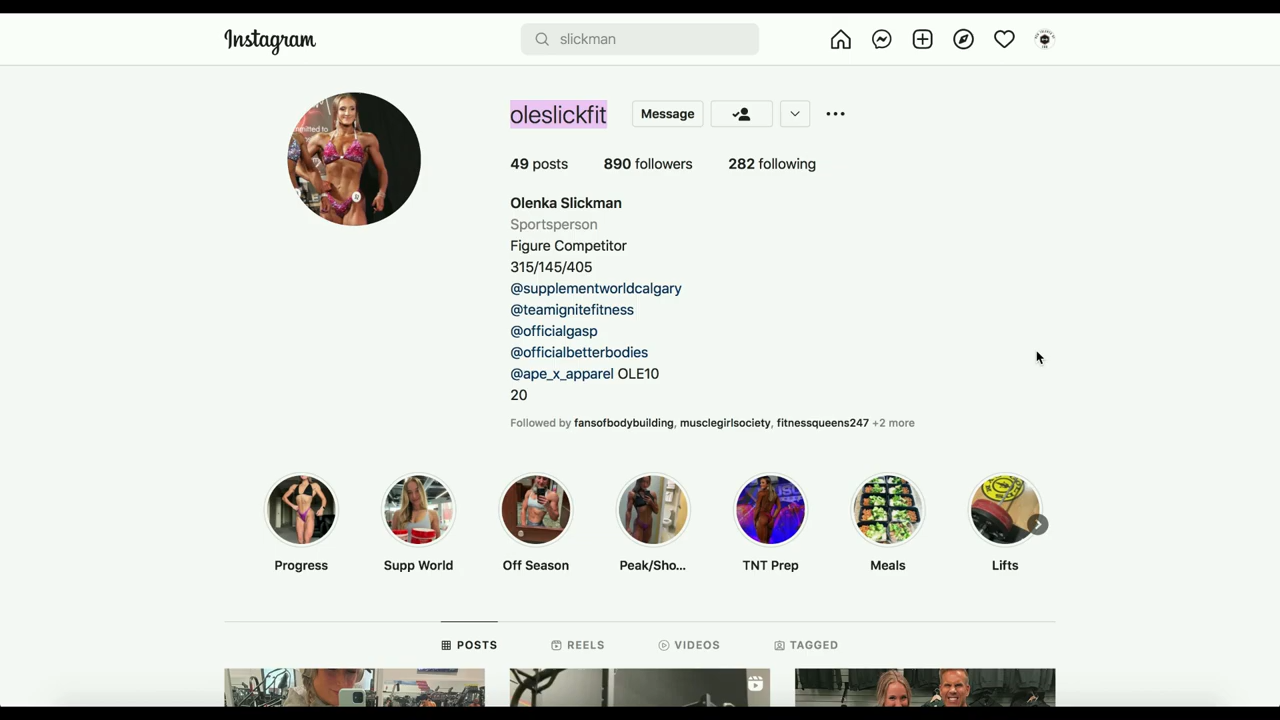 Instagram
slickman
oleslickfit Message
49 posts 890 followers 282 following
Olenka Slickman
Sportsperson
Figure Competitor
315/145/405
@supplementworldcalgary
@teamignitefitness
@officialgasp
@officialbetterbodies
@ape_x_apparel OLE10
20
Followed by fansofbodybuilding, musclegirlsociety, fitnessqueens247 +2 more
Progress Supp World Off Season Peak/Sho... TNT Prep Meals Lifts
POSTS REELS VIDEOS TAGGED